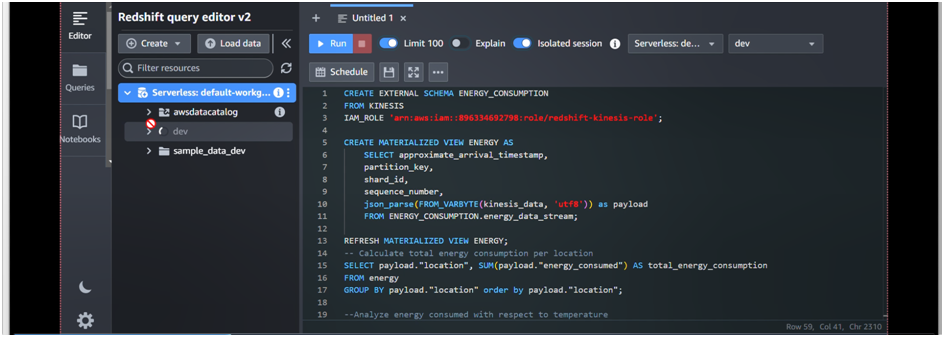 Redshift query editor v2
Untitled 1
Editor
Create
Load data
Run
Limit 100
Explain
Isolated session
Serverless: de...
dev
Filter resources
Schedule
Queries
Serverless: default-workg...
awsdatacatalog
dev
sample_data_dev
Notebooks
1 CREATE EXTERNAL SCHEMA ENERGY_CONSUMPTION
2 FROM KINESIS
3 IAM_ROLE 'arn:aws:iam::896334692798:role/redshift-kinesis-role';
4
5 CREATE MATERIALIZED VIEW ENERGY AS
6 SELECT approximate_arrival_timestamp,
7 partition_key,
8 shard_id,
9 sequence_number,
10 json_parse(FROM_VARBYTE(kinesis_data, 'utf8')) as payload
11 FROM ENERGY_CONSUMPTION.energy_data_stream;
12
13 REFRESH MATERIALIZED VIEW ENERGY;
14 -- Calculate total energy consumption per location
15 SELECT payload."location", SUM(payload."energy_consumed") AS total_energy_consumption
16 FROM energy
17 GROUP BY payload."location" order by payload."location";
18
19 --Analyze energy consumed with respect to temperature
Row 59, Col 41, Chr 2310